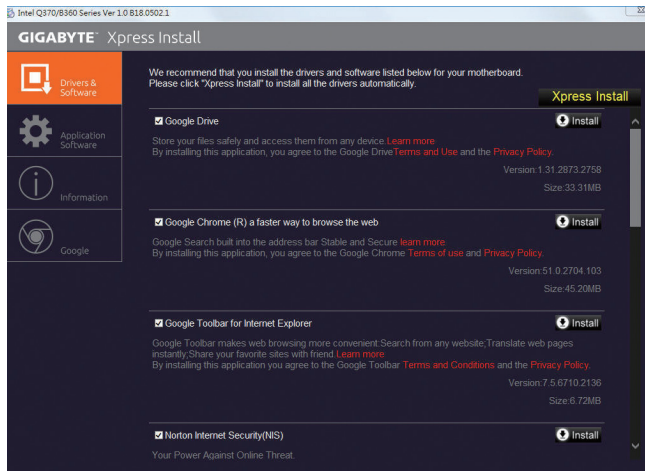 Intel Q370/B360 Series Ver 1.0 B18.0502.1
GIGABYTE™ Xpress Install
Drivers &
Software
Application
Software
Information
Google
We recommend that you install the drivers and software listed below for your motherboard.
Please click "Xpress Install" to install all the drivers automatically.
Xpress Install
Google Drive
Install
Store your files safely and access them from any device.Learn more
By installing this application, you agree to the Google DriveTerms and Use and the Privacy Policy.
Version:1.31.2873.2758
Size:33.31MB
Google Chrome (R) a faster way to browse the web
Install
Google Search built into the address bar Stable and Secure learn more
By installing this application, you agree to the Google Chrome Terms of use and Privacy Policy.
Version:51.0.2704.103
Size:45.20MB
Google Toolbar for Internet Explorer
Install
Google Toolbar makes web browsing more convenient:Search from any website;Translate web pages
instantly;Share your favorite sites with friend.Learn more
By installing this application you agree to the Google Toolbar Terms and Conditions and the Privacy Policy.
Version:7.5.6710.2136
Size:6.72MB
Norton Internet Security(NIS)
Install
Your Power Against Online Threat.